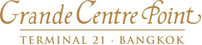 Grande Centre Point
TERMINAL 21 - BANGKOK